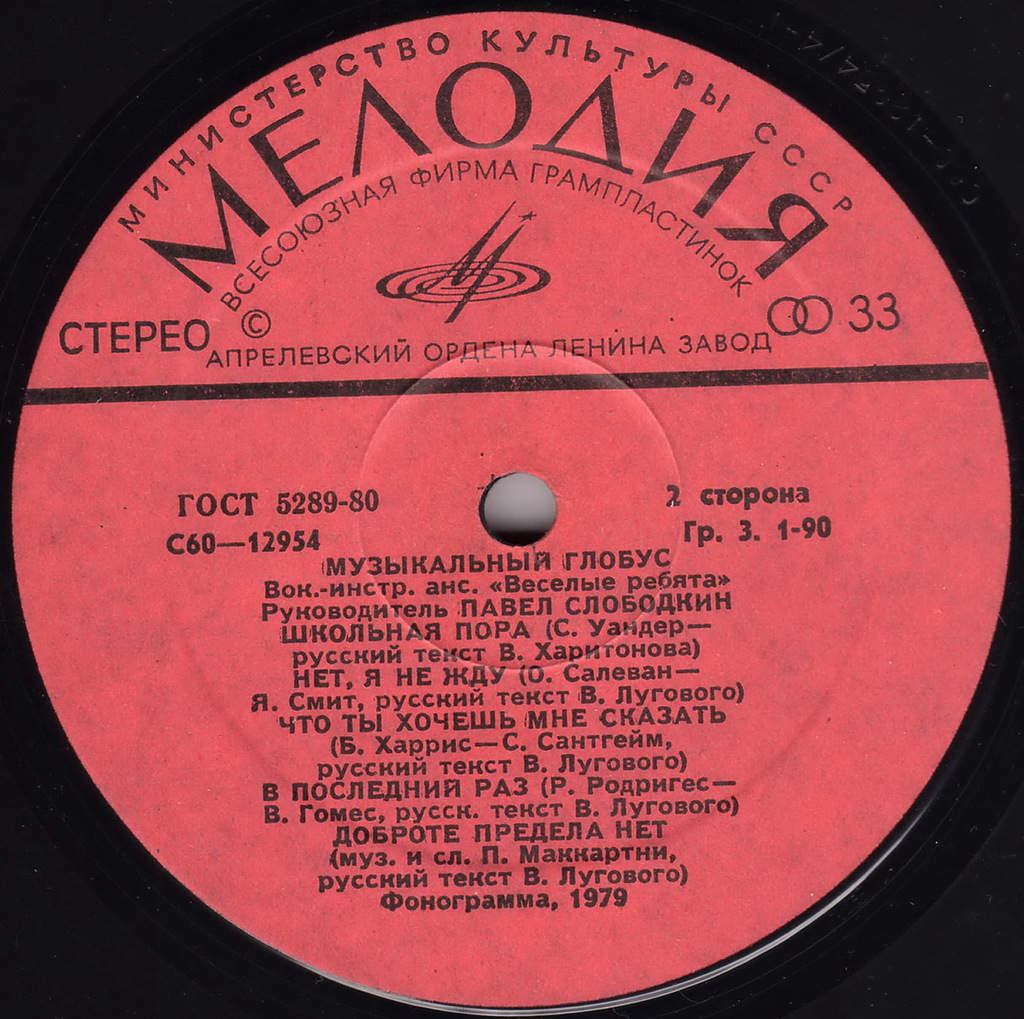 МИНИСТЕРСТВО КУЛЬТУРЫ СССР
МЕЛОДИЯ
ВСЕСОЮЗНАЯ ФИРМА ГРАМПЛАСТИНОК
СТЕРЕО
©
33
АПРЕЛЕВСКИЙ ОРДЕНА ЛЕНИНА ЗАВОД
ГОСТ 5289-80
2 сторона
С60—12954
Гр. 3. 1-90
МУЗЫКАЛЬНЫЙ ГЛОБУС
Вок.-инстр. анс. «Веселые ребята»
Руководитель ПАВЕЛ СЛОБОДКИН
ШКОЛЬНАЯ ПОРА (С. Уандер—
русский текст В. Харитонова)
НЕТ, Я НЕ ЖДУ (О. Салеван—
Я. Смит, русский текст В. Лугового)
ЧТО ТЫ ХОЧЕШЬ МНЕ СКАЗАТЬ
(Б. Харрис—С. Сантгейм,
русский текст В. Лугового)
В ПОСЛЕДНИЙ РАЗ (Р. Родригес—
В. Гомес, русск. текст В. Лугового)
ДОБРОТЕ ПРЕДЕЛА НЕТ
(муз. и сл. П. Маккартни,
русский текст В. Лугового)
Фонограмма, 1979